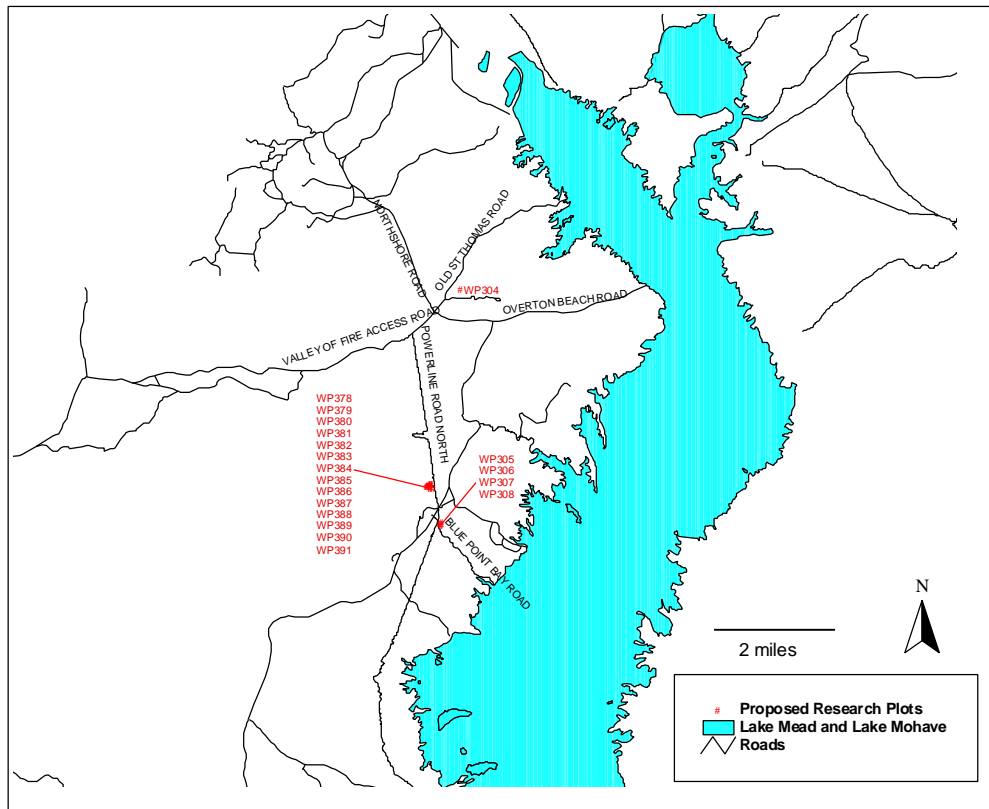 NORTHSHORE ROAD
OLD ST THOMAS ROAD
#WP304
OVERTON BEACH ROAD
VALLEY OF FIRE ACCESS ROAD
POWERLINE ROAD NORTH
WP378
WP379
WP380
WP381
WP382
WP383
WP384
WP385
WP386
WP387
WP388
WP389
WP390
WP391
WP305
WP306
WP307
WP308
BLUE POINT BAY ROAD
N
2 miles
# Proposed Research Plots
Lake Mead and Lake Mohave
Roads